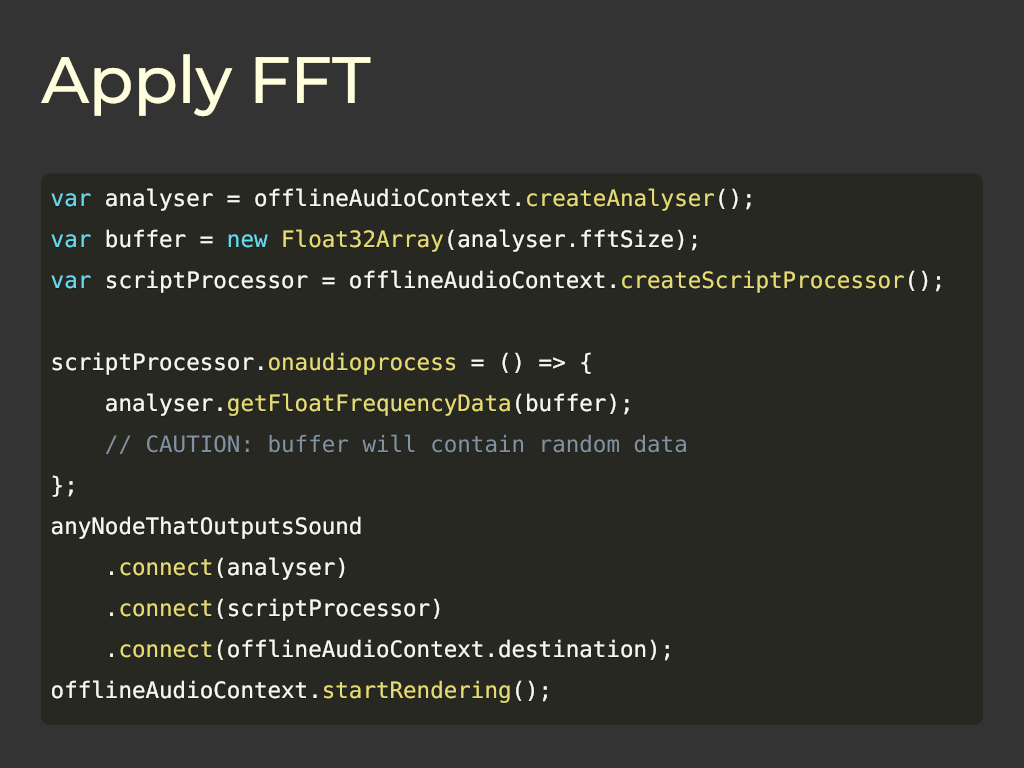 Apply FFT
var analyser = offlineAudioContext.createAnalyser();
var buffer = new Float32Array(analyser.fftSize);
var scriptProcessor = offlineAudioContext.createScriptProcessor();
scriptProcessor.onaudioprocess = () => {
    analyser.getFloatFrequencyData(buffer);
    // CAUTION: buffer will contain random data
};
anyNodeThatOutputsSound
    .connect(analyser)
    .connect(scriptProcessor)
    .connect(offlineAudioContext.destination);
offlineAudioContext.startRendering();